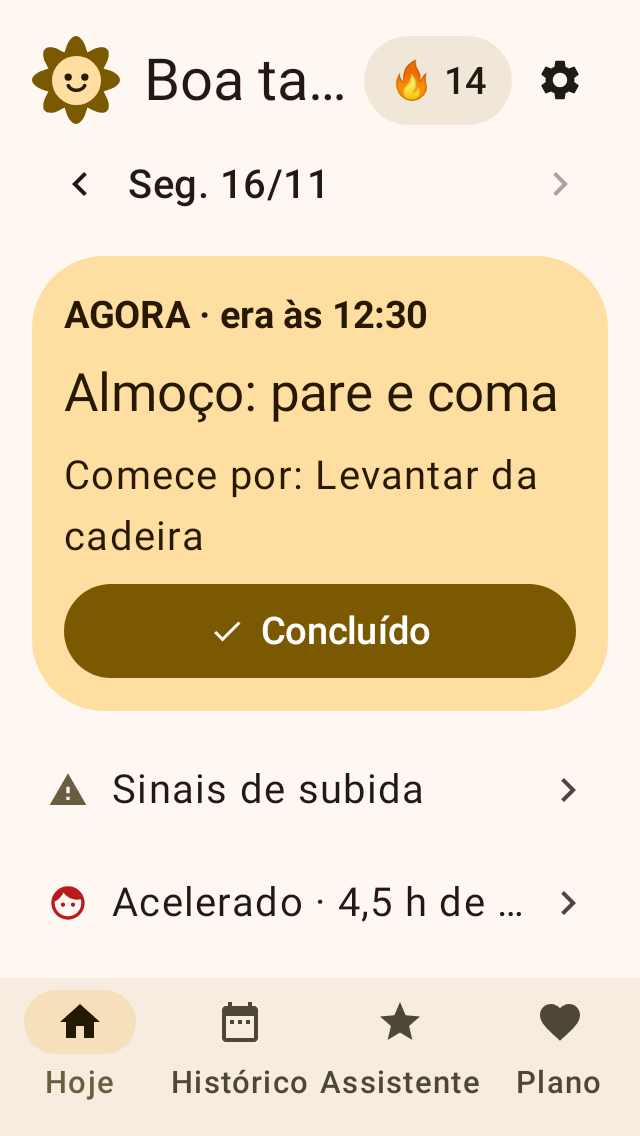 Boa ta...
🔥 14
Seg. 16/11
AGORA · era às 12:30
Almoço: pare e coma
Comece por: Levantar da
cadeira
Concluído
Sinais de subida
Acelerado · 4,5 h de ...
Hoje
Histórico
Assistente
Plano